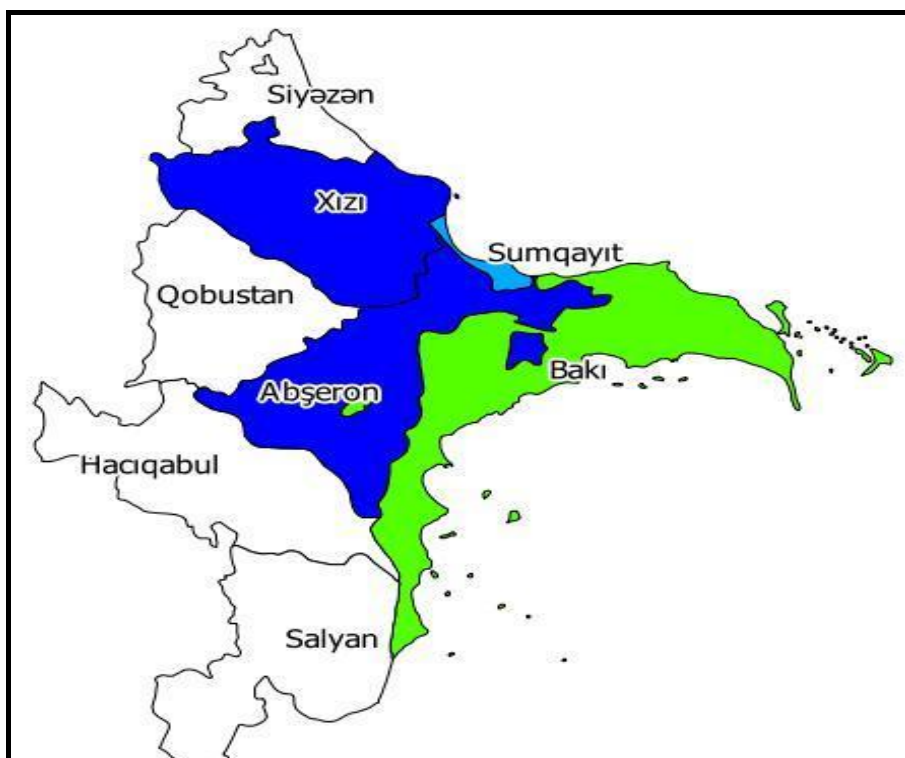 Siyəzən
Xızı
Sumqayıt
Qobustan
Bakı
Abşeron
Hacıqabul
Salyan